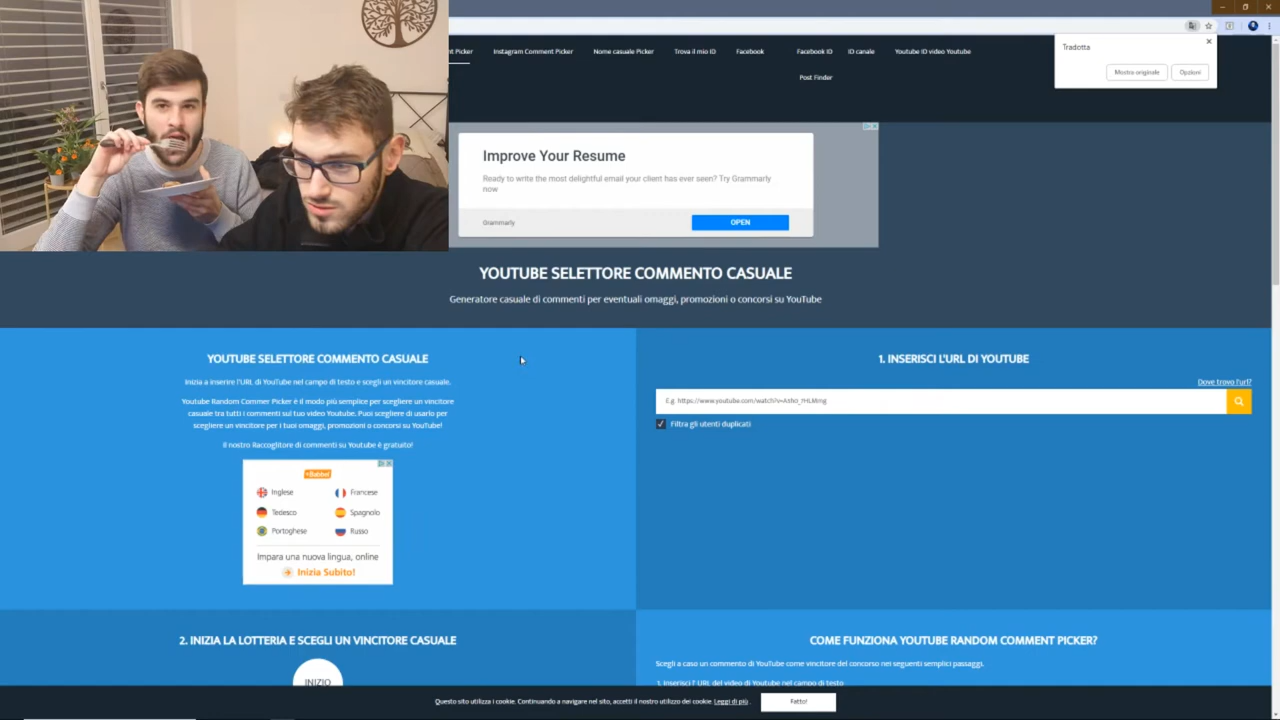 nt Picker
Instagram Comment Picker
Nome casuale Picker
Trova il mio ID
Facebook
Facebook ID
ID canale
Youtube ID video Youtube
Post Finder
Tradotta
Mostra originale
Opzioni
Improve Your Resume
Ready to write the most delightful email your client has ever seen? Try Grammarly
now
Grammarly
OPEN
YOUTUBE SELETTORE COMMENTO CASUALE
Generatore casuale di commenti per eventuali omaggi, promozioni o concorsi su YouTube
YOUTUBE SELETTORE COMMENTO CASUALE
Inizia a inserire l'URL di YouTube nel campo di testo e scegli un vincitore casuale.
Youtube Random Commer Picker è il modo più semplice per scegliere un vincitore
casuale tra tutti i commenti sul tuo video Youtube. Puoi scegliere di usarlo per
scegliere un vincitore per i tuoi omaggi, promozioni o concorsi su YouTube!
Il nostro Raccoglitore di commenti su Youtube è gratuito!
+Babbel
Inglese
Francese
Tedesco
Spagnolo
Portoghese
Russo
Impara una nuova lingua, online
Inizia Subito!
1. INSERISCI L'URL DI YOUTUBE
Dove trovo l'url?
E.g. https://www.youtube.com/watch?
Filtra gli utenti duplicati
2. INIZIA LA LOTTERIA E SCEGLI UN VINCITORE CASUALE
INIZIO
COME FUNZIONA YOUTUBE RANDOM COMMENT PICKER?
Scegli a caso un commento di YouTube come vincitore del concorso nei seguenti semplici passaggi.
1. Inserisci l' URL del video di Youtube nel campo di testo
Questo sito utilizza i cookie. Continuando a navigare nel sito, accetti il nostro utilizzo dei cookie. Leggi di più.
Fatto!